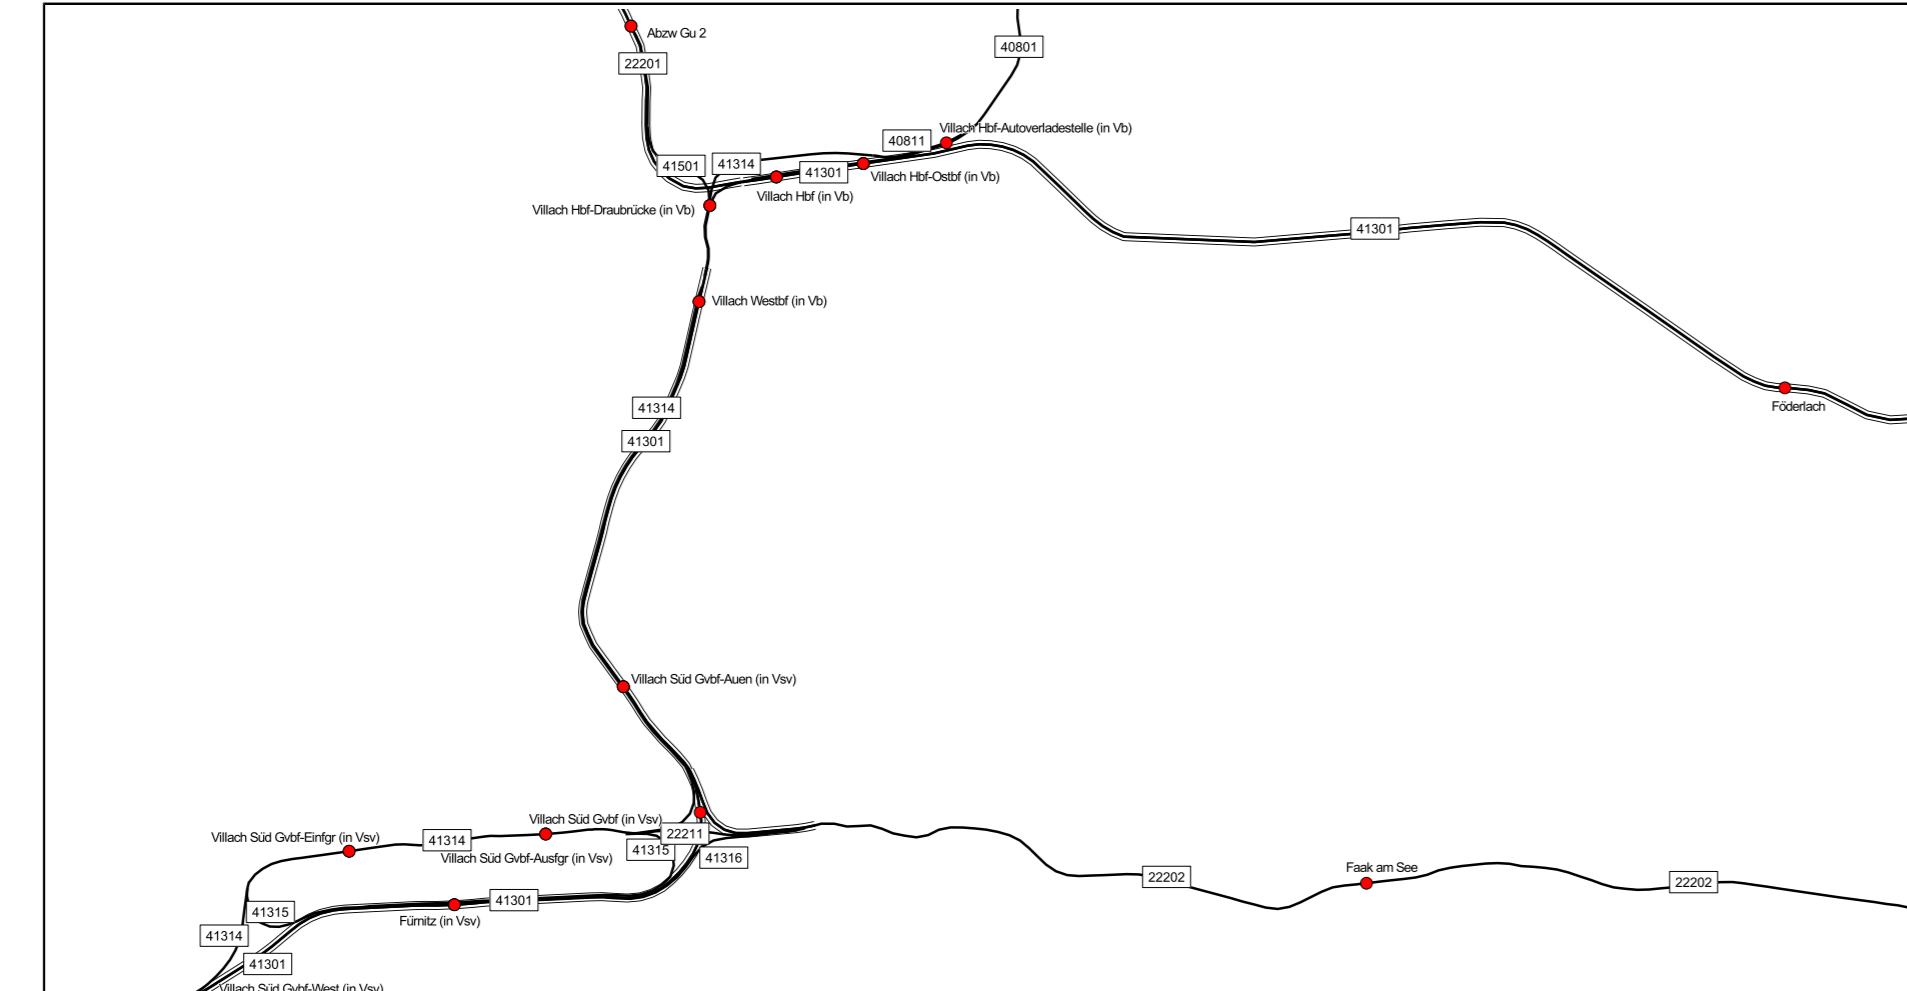 Abzw Gu 2
40801
22201
Villach Hbf-Autoverladestelle (in Vb)
40811
41501
41314
41301
Villach Hbf-Ostbf (in Vb)
Villach Hbf (in Vb)
Villach Hbf-Draubrücke (in Vb)
41301
Villach Westbf (in Vb)
41314
Föderlach
41301
Villach Süd Gvbf-Auen (in Vsv)
Villach Süd Gvbf (in Vsv)
22211
Villach Süd Gvbf-Einfgr (in Vsv)
41314
41315
Villach Süd Gvbf-Ausfgr (in Vsv)
41316
Faak am See
22202
22202
41301
41315
Fürnitz (in Vsv)
41314
41301
Villach Süd Gvbf-West (in Vsv)